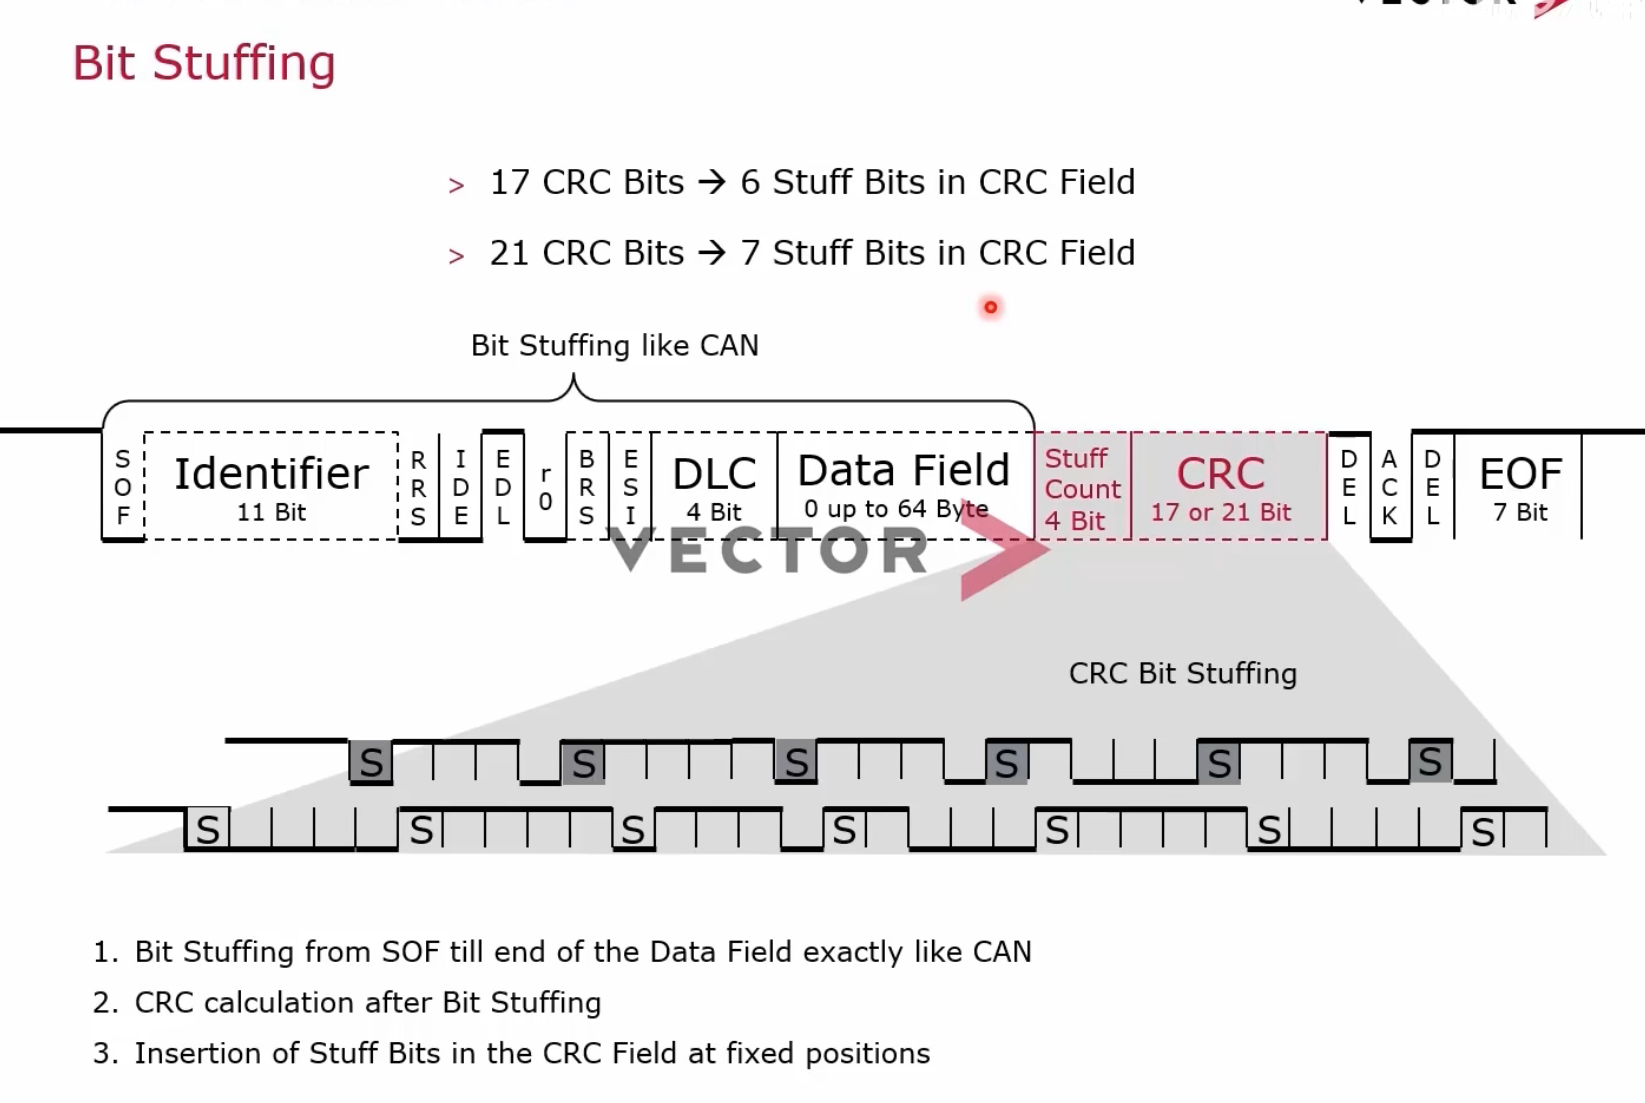 Bit Stuffing
> 17 CRC Bits → 6 Stuff Bits in CRC Field
> 21 CRC Bits → 7 Stuff Bits in CRC Field
Bit Stuffing like CAN
SOF
Identifier
11 Bit
RRS
IDE
EDL
r0
BRS
ESI
DLC
4 Bit
Data Field
0 up to 64 Byte
Stuff
Count
4 Bit
CRC
17 or 21 Bit
DEL
ACK
DEL
EOF
7 Bit
VECTOR
CRC Bit Stuffing
S S S S S S
S S S S S S S
1. Bit Stuffing from SOF till end of the Data Field exactly like CAN
2. CRC calculation after Bit Stuffing
3. Insertion of Stuff Bits in the CRC Field at fixed positions